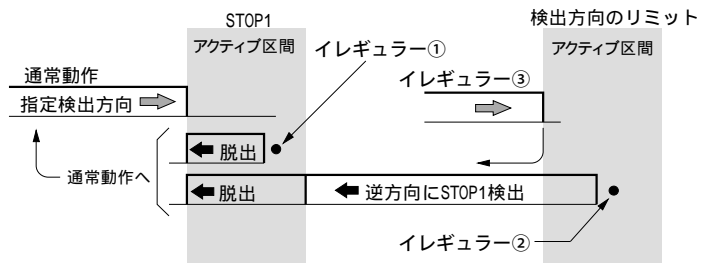 STOP1
検出方向のリミット
アクティブ区間
イレギュラー①
アクティブ区間
通常動作
イレギュラー③
指定検出方向
脱出
通常動作へ
脱出
逆方向にSTOP1検出
イレギュラー②